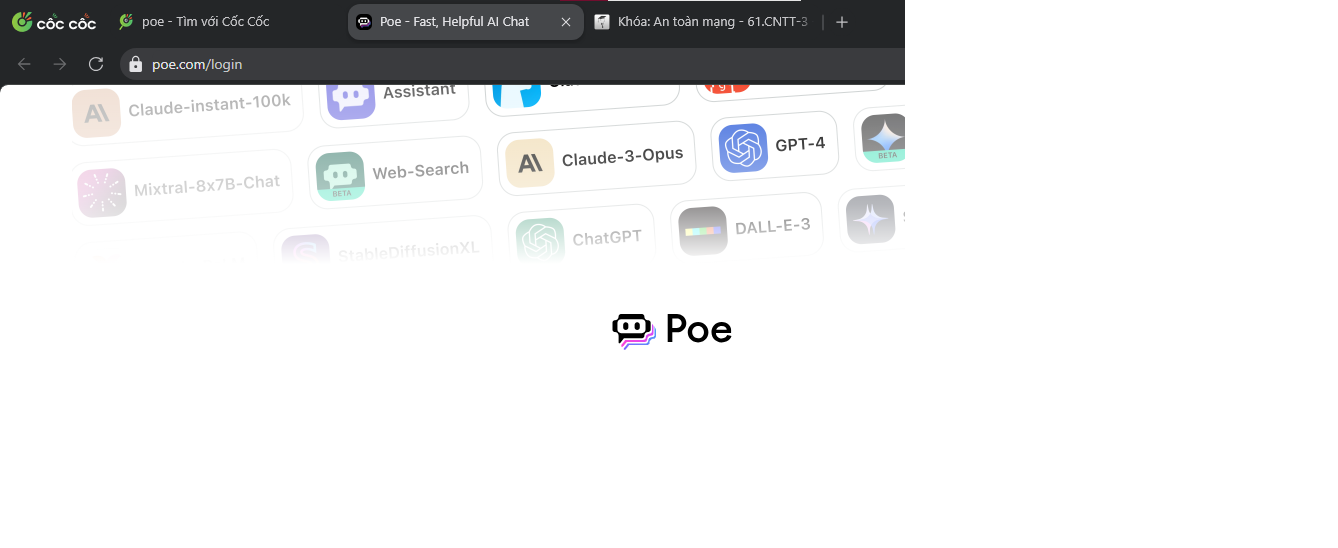 cốc cốc
poe - Tìm với Cốc Cốc
Poe - Fast, Helpful AI Chat
Khóa: An toàn mạng - 61.CNTT-3
poe.com/login
Claude-instant-100k
Assistant
Mixtral-8x7B-Chat
Web-Search
BETA
Claude-3-Opus
GPT-4
BETA
StableDiffusionXL
ChatGPT
DALL-E-3
Poe